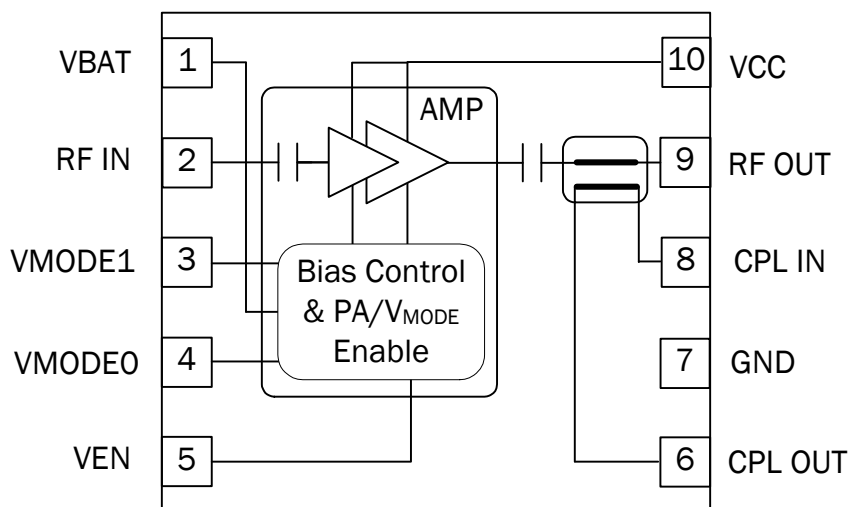 VBAT 1 10 VCC
AMP
RF IN 2 9 RF OUT
VMODE1 3 8 CPL IN
Bias Control
& PA/VMODE
Enable
VMODE0 4 7 GND
VEN 5 6 CPL OUT